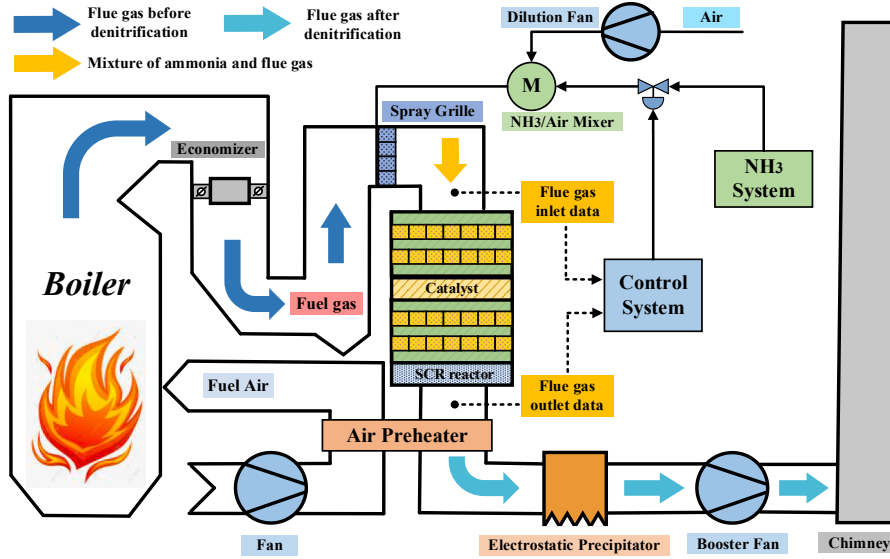 Flue gas before
denitrification
Flue gas after
denitrification
Mixture of ammonia and flue gas
Dilution Fan
Air
M
NH3/Air Mixer
Spray Grille
Economizer
NH3
System
Flue gas
inlet data
Boiler
Fuel gas
Catalyst
Control
System
SCR reactor
Fuel Air
Flue gas
outlet data
Air Preheater
Fan
Electrostatic Precipitator
Booster Fan
Chimney